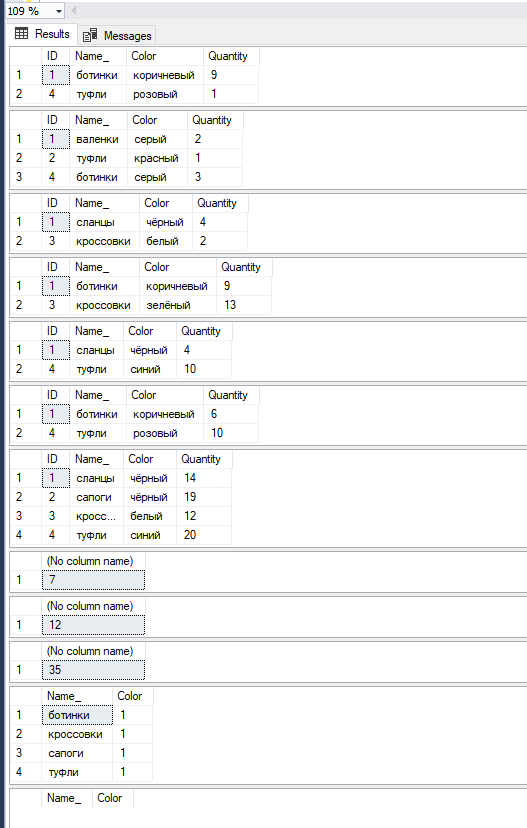 109 %
Results Messages
ID Name_ Color Quantity
1 1 ботинки коричневый 9
2 4 туфли розовый 1
ID Name_ Color Quantity
1 1 валенки серый 2
2 2 туфли красный 1
3 4 ботинки серый 3
ID Name_ Color Quantity
1 1 сланцы чёрный 4
2 3 кроссовки белый 2
ID Name_ Color Quantity
1 1 ботинки коричневый 9
2 3 кроссовки зелёный 13
ID Name_ Color Quantity
1 1 сланцы чёрный 4
2 4 туфли синий 10
ID Name_ Color Quantity
1 1 ботинки коричневый 6
2 4 туфли розовый 10
ID Name_ Color Quantity
1 1 сланцы чёрный 14
2 2 сапоги чёрный 19
3 3 кросс... белый 12
4 4 туфли синий 20
(No column name)
1 7
(No column name)
1 12
(No column name)
1 35
Name_ Color
1 ботинки 1
2 кроссовки 1
3 сапоги 1
4 туфли 1
Name_ Color